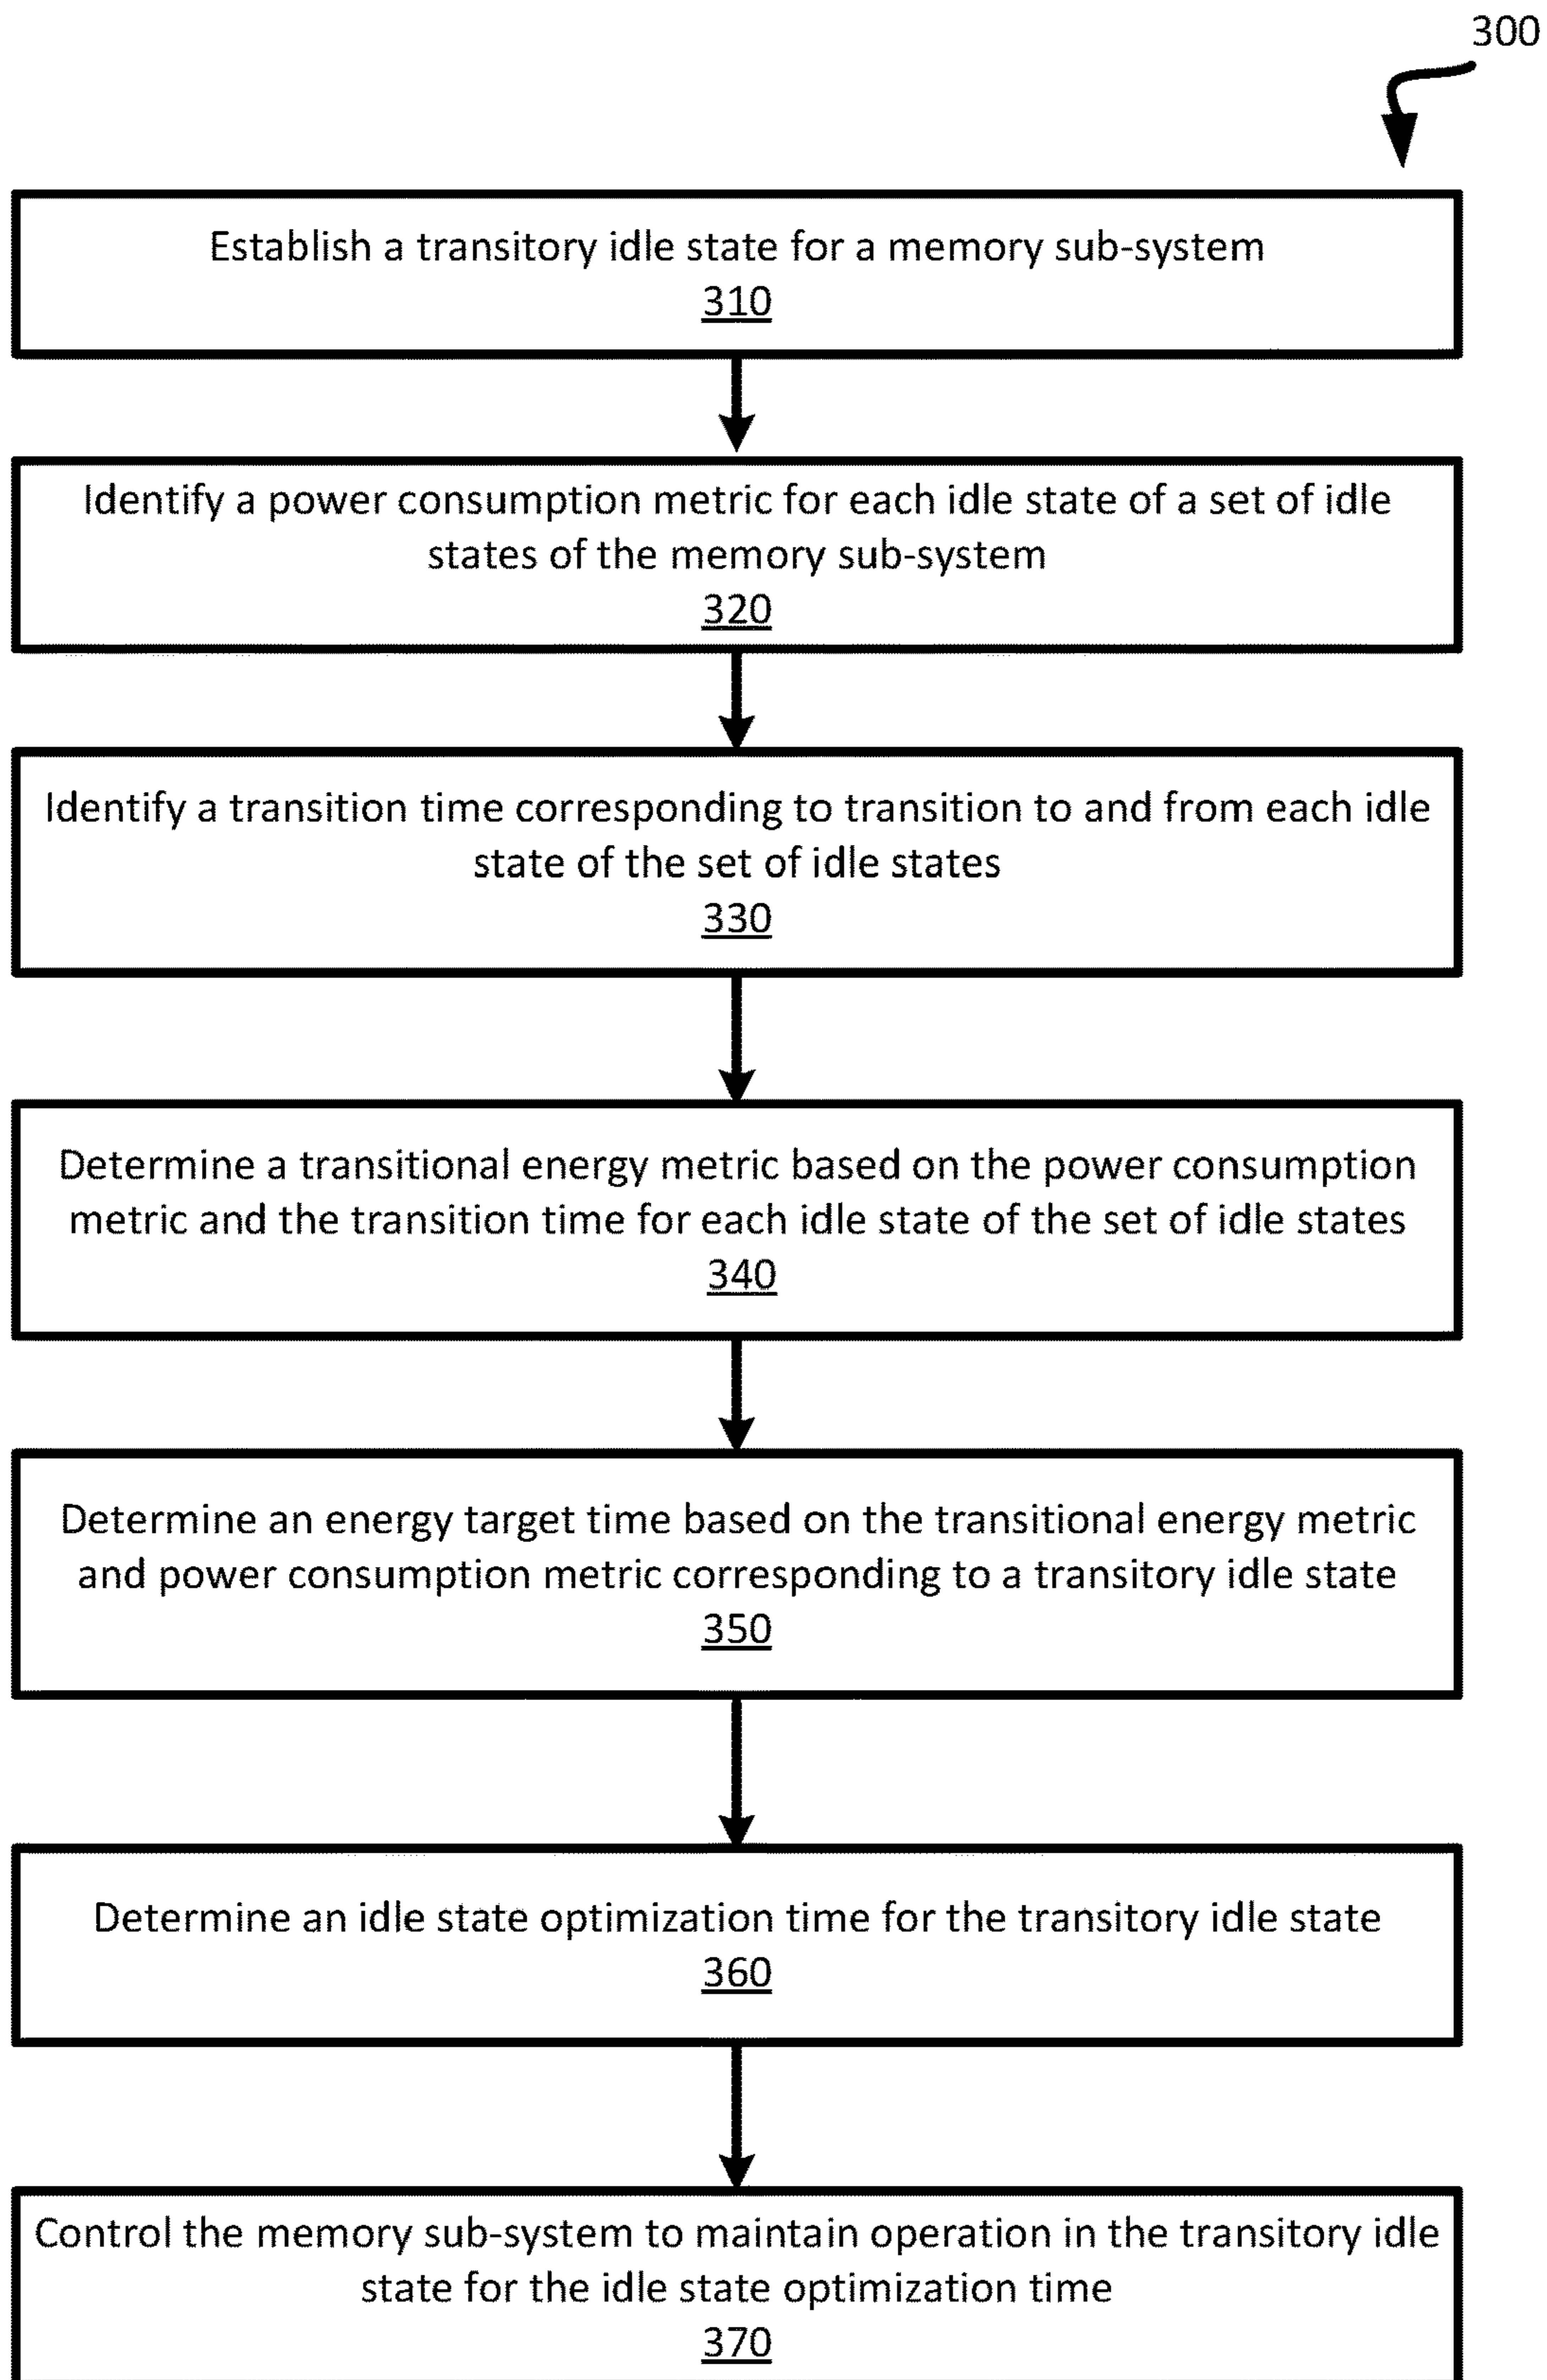 300
Establish a transitory idle state for a memory sub-system
310
Identify a power consumption metric for each idle state of a set of idle
states of the memory sub-system
320
Identify a transition time corresponding to transition to and from each idle
state of the set of idle states
330
Determine a transitional energy metric based on the power consumption
metric and the transition time for each idle state of the set of idle states
340
Determine an energy target time based on the transitional energy metric
and power consumption metric corresponding to a transitory idle state
350
Determine an idle state optimization time for the transitory idle state
360
Control the memory sub-system to maintain operation in the transitory idle
state for the idle state optimization time
370